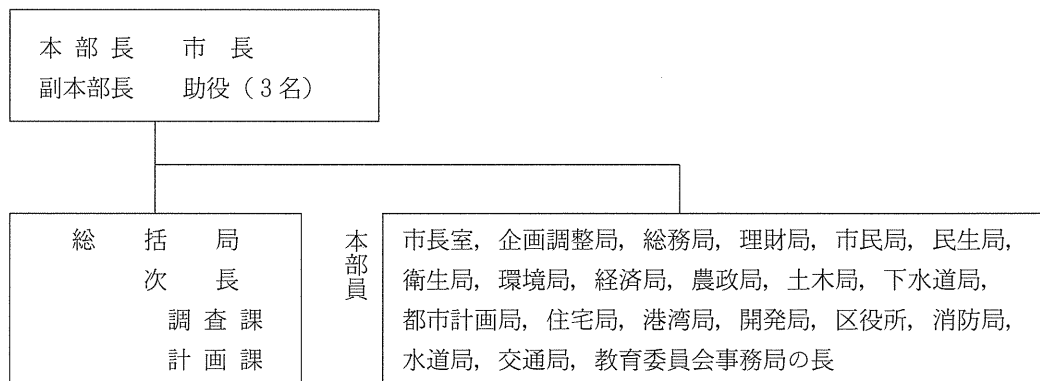 本部長 市長
副本部長 助役（3名）
総括局
次長
調査課
計画課
本部員
市長室，企画調整局，総務局，理財局，市民局，民生局，
衛生局，環境局，経済局，農政局，土木局，下水道局，
都市計画局，住宅局，港湾局，開発局，区役所，消防局，
水道局，交通局，教育委員会事務局の長